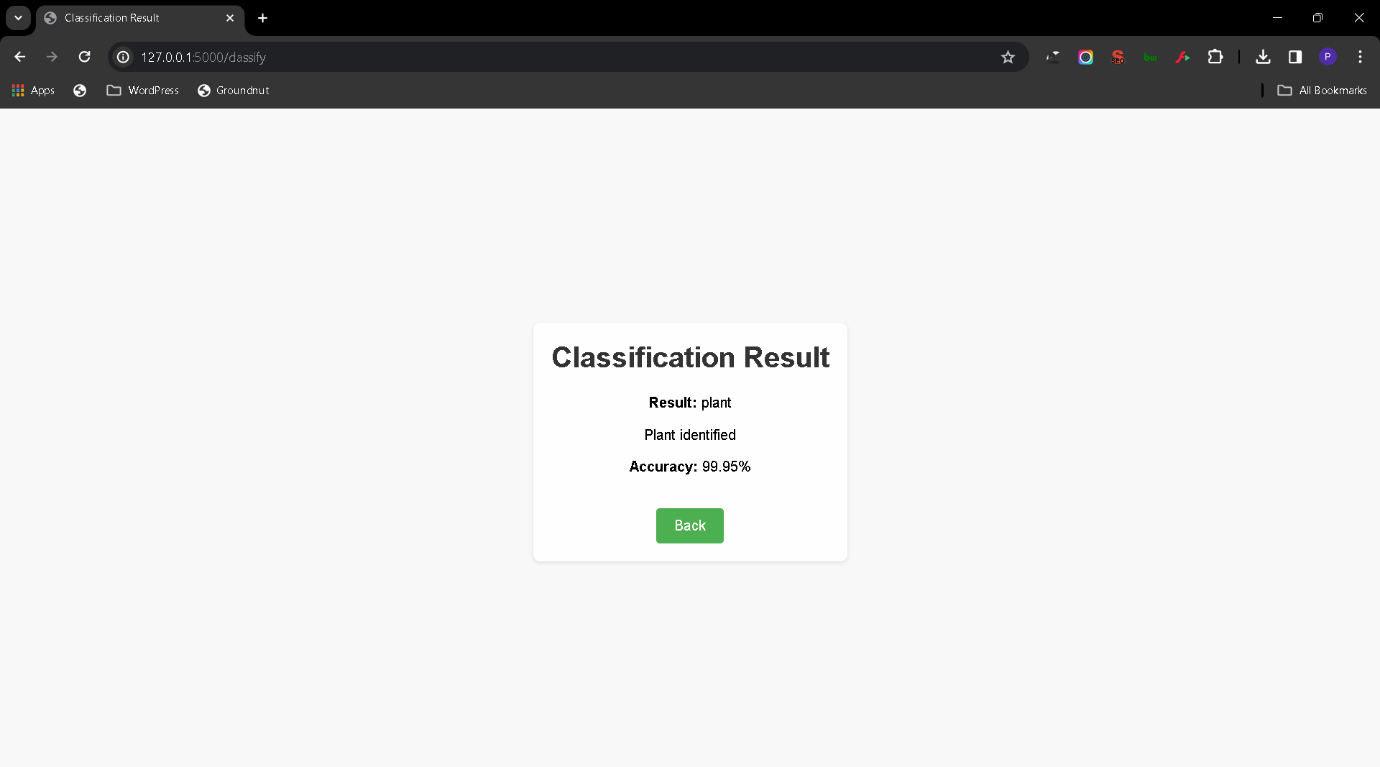 Classification Result
127.0.0.1:5000/classify
P
Apps
WordPress
Groundnut
All Bookmarks
Classification Result
Result: plant
Plant identified
Accuracy: 99.95%
Back